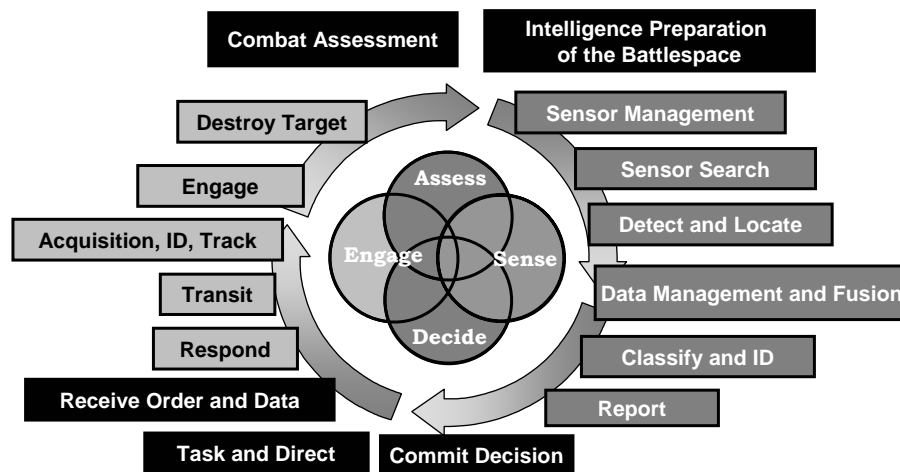 Combat Assessment
Intelligence Preparation
of the Battlespace
Destroy Target
Sensor Management
Engage
Assess
Sensor Search
Acquisition, ID, Track
Engage
Sense
Detect and Locate
Transit
Data Management and Fusion
Respond
Decide
Classify and ID
Receive Order and Data
Report
Task and Direct
Commit Decision